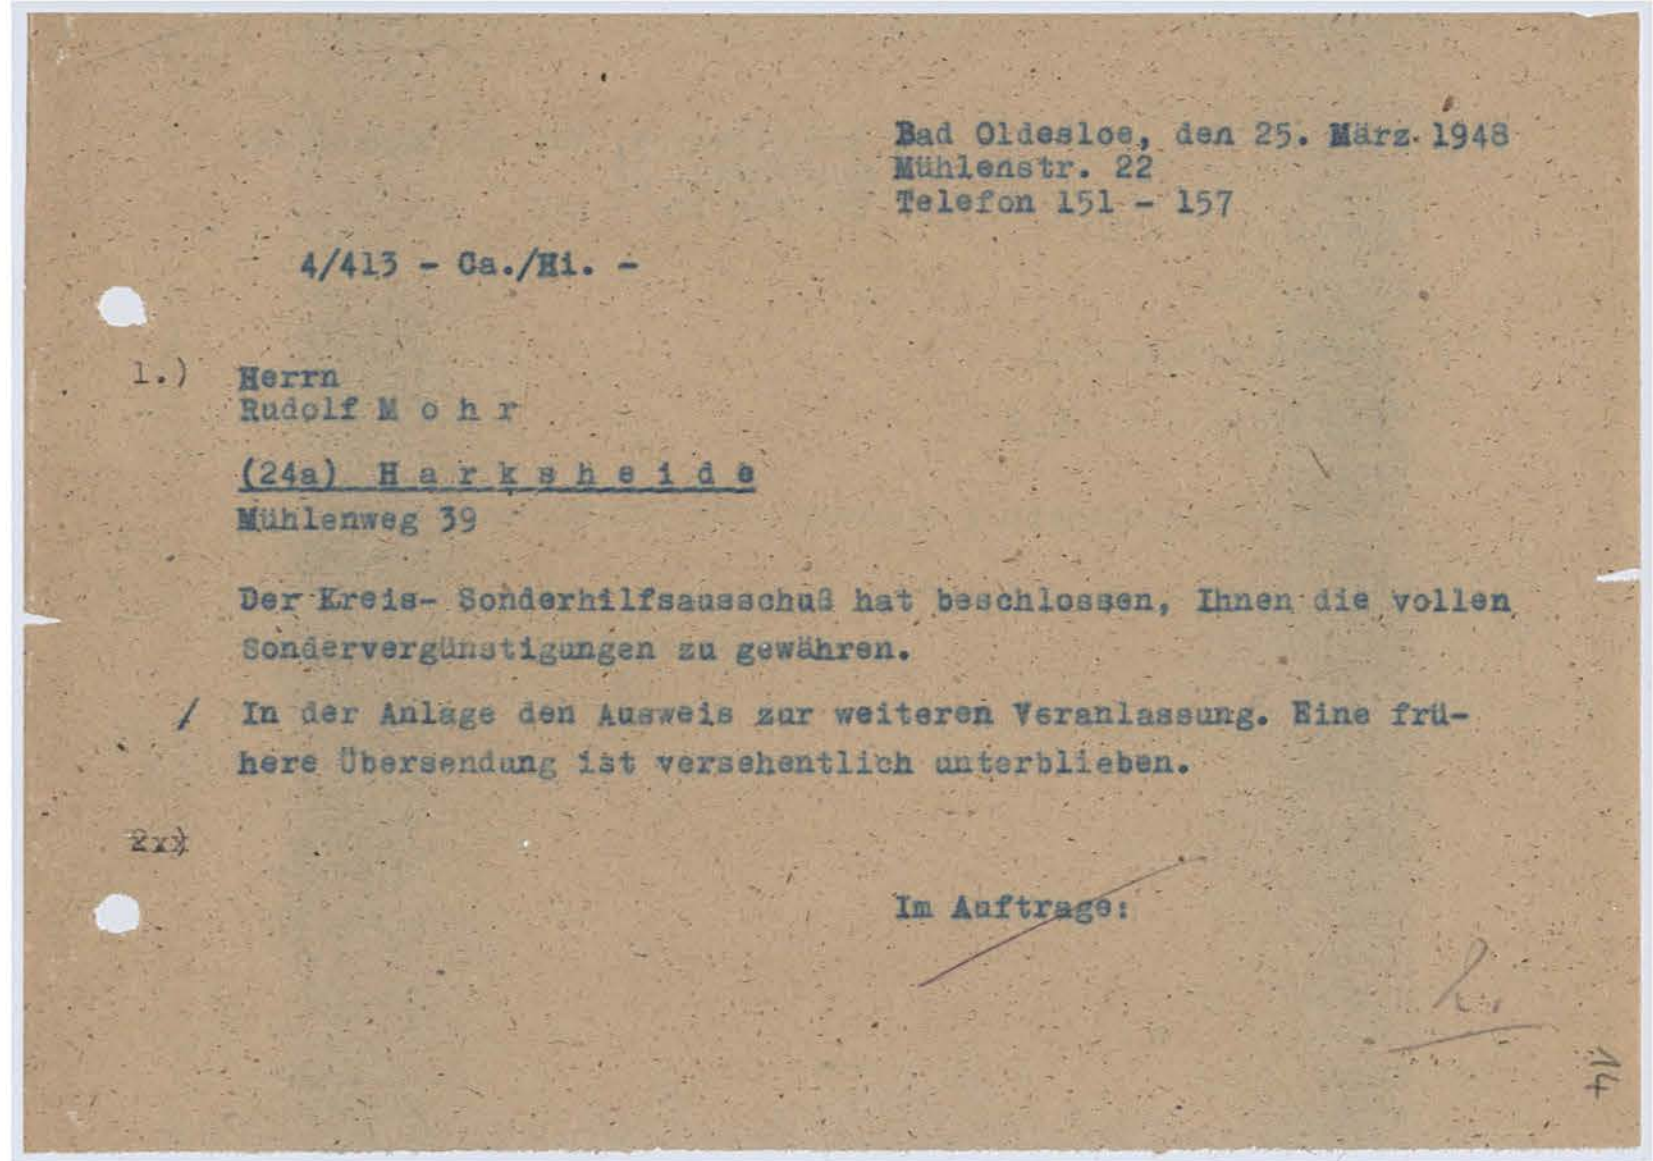 Bad Oldesloe, den 25. März 1948
Mühlenstr. 22
Telefon 151 - 157
4/413 - Ca./Hi. -
1.) Herrn
Rudolf M o h r
(24a) H a r k s h e i d e
Mühlenweg 39
Der Kreis- Sonderhilfsausschuß hat beschlossen, Ihnen die vollen
Sondervergünstigungen zu gewähren.
/ In der Anlage den Ausweis zur weiteren Veranlassung. Eine frü-
here Übersendung ist versehentlich unterblieben.
Im Auftrage:
14